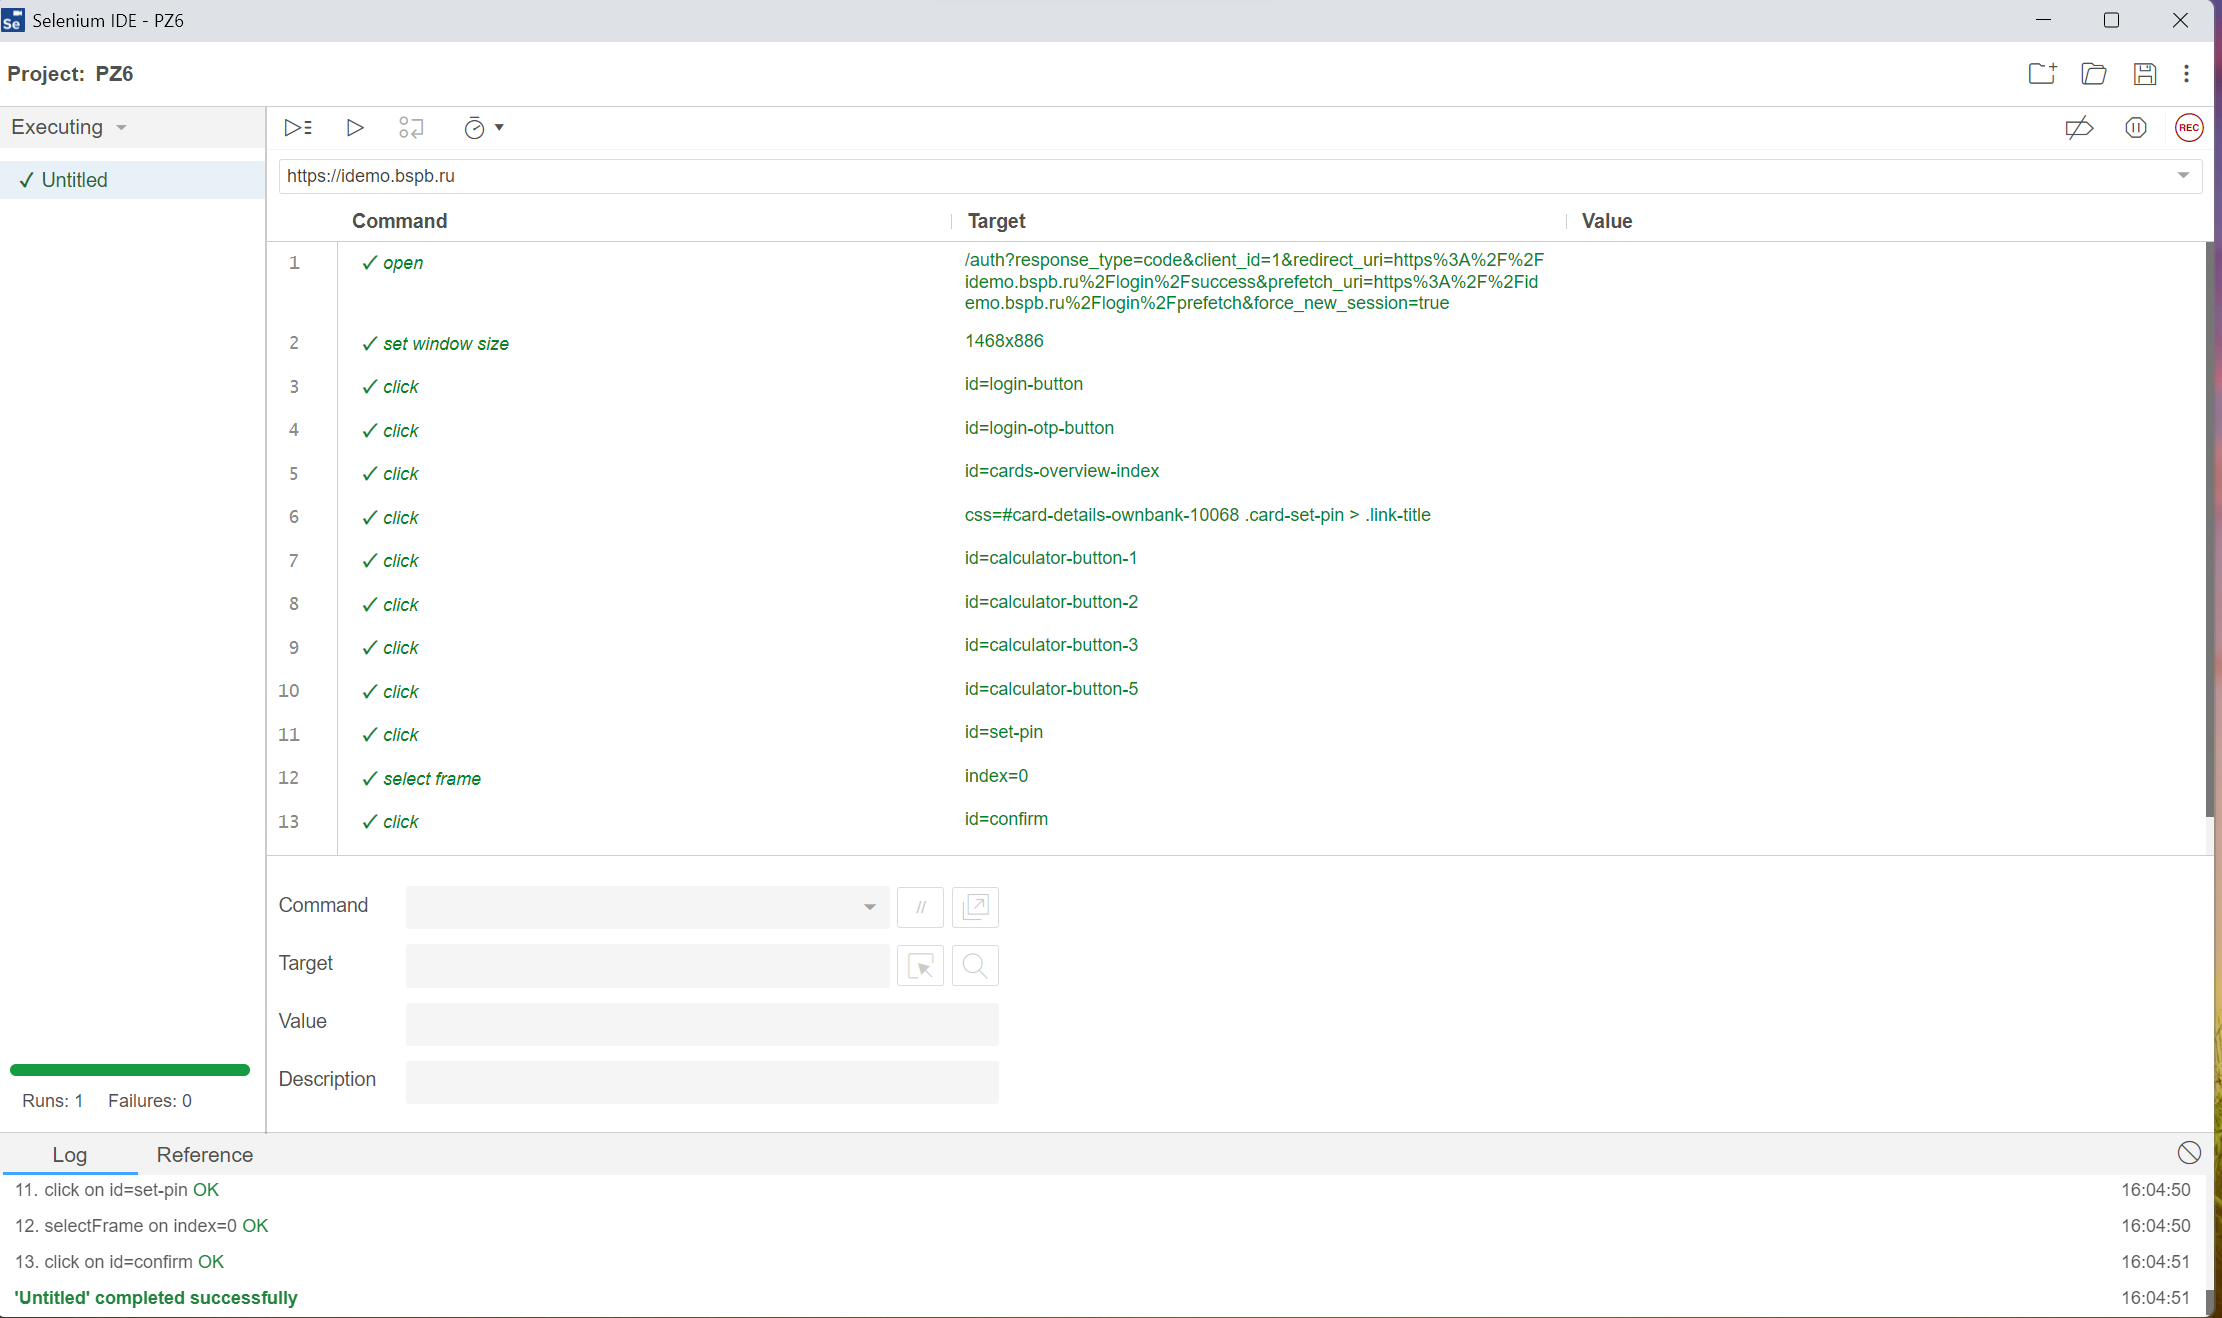 Se Selenium IDE - PZ6
Project: PZ6
Executing
REC
✓ Untitled
https://idemo.bspb.ru
Command Target Value
1 ✓ open /auth?response_type=code&client_id=1&redirect_uri=https%3A%2F%2F
idemo.bspb.ru%2Flogin%2Fsuccess&prefetch_uri=https%3A%2F%2Fid
emo.bspb.ru%2Flogin%2Fprefetch&force_new_session=true
2 ✓ set window size 1468x886
3 ✓ click id=login-button
4 ✓ click id=login-otp-button
5 ✓ click id=cards-overview-index
6 ✓ click css=#card-details-ownbank-10068 .card-set-pin > .link-title
7 ✓ click id=calculator-button-1
8 ✓ click id=calculator-button-2
9 ✓ click id=calculator-button-3
10 ✓ click id=calculator-button-5
11 ✓ click id=set-pin
12 ✓ select frame index=0
13 ✓ click id=confirm
Command //
Target
Value
Description
Runs: 1 Failures: 0
Log Reference
11. click on id=set-pin OK 16:04:50
12. selectFrame on index=0 OK 16:04:50
13. click on id=confirm OK 16:04:51
'Untitled' completed successfully 16:04:51